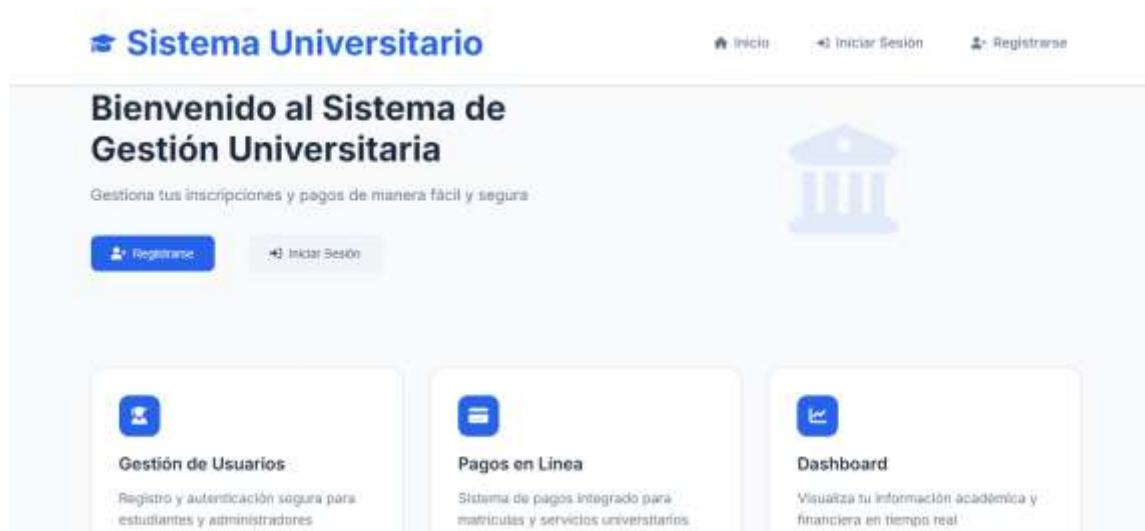 Sistema Universitario
Inicio
Iniciar Sesión
Registrarse
Bienvenido al Sistema de
Gestión Universitaria
Gestiona tus inscripciones y pagos de manera fácil y segura
Registrarse
Iniciar Sesión
Gestión de Usuarios
Registro y autenticación segura para
estudiantes y administradores
Pagos en Línea
Sistema de pagos integrado para
matrículas y servicios universitarios
Dashboard
Visualiza tu información académica y
financiera en tiempo real